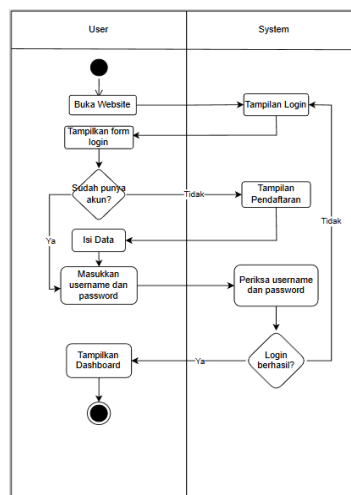 User
System
Buka Website
Tampilan Login
Tampilkan form
login
Sudah punya
akun?
Tidak
Tampilan
Pendaftaran
Tidak
Ya
Isi Data
Masukkan
username dan
password
Periksa username
dan password
Tampilkan
Dashboard
Ya
Login
berhasil?